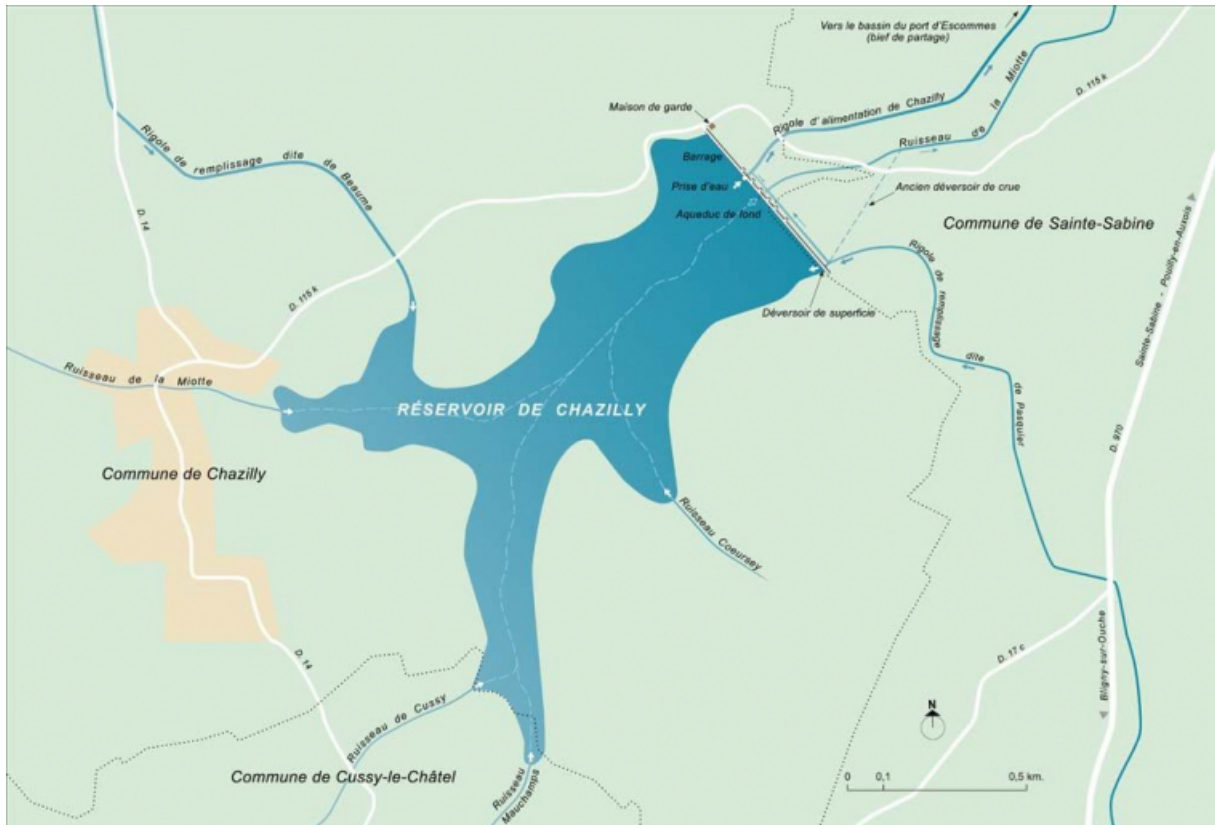 Vers le bassin du port d'Escommes
(bief de partage)
Maison de garde
Rigole d'alimentation de Chazilly
Ruisseau de la Miotte
D. 115 k
Rigole de remplissage dite de Beaume
Barrage
Prise d'eau
Ancien déversoir de crue
Aqueduc de fond
Commune de Sainte-Sabine
D. 14
Sainte-Sabine - Pouilly-en-Auxois
Rigole de remplissage dite de Pasquier
D. 115 k
Déversoir de superficie
Ruisseau de la Miotte
RÉSERVOIR DE CHAZILLY
D. 970
Commune de Chazilly
Ruisseau Coeursey
D. 14
D. 17 c
Bligny-sur-Ouche
Ruisseau de Cussy
N
Commune de Cussy-le-Châtel
Ruisseau
Mauchamps
0 0,1 0,5 km.